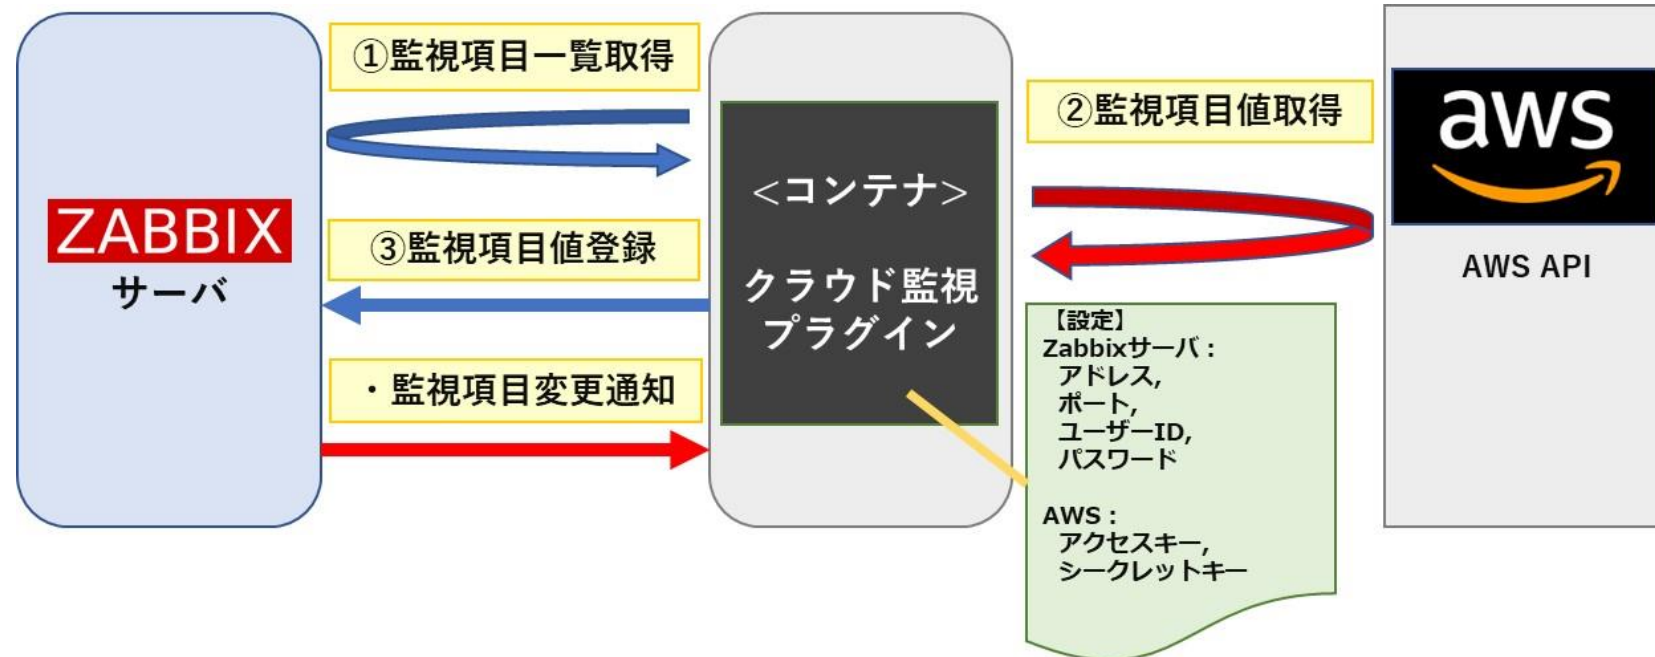 ①監視項目一覧取得
ZABBIX
サーバ
③監視項目値登録
・監視項目変更通知
<コンテナ>
クラウド監視
プラグイン
②監視項目値取得
aws
AWS API
【設定】
Zabbixサーバ：
アドレス,
ポート,
ユーザーID,
パスワード
AWS：
アクセスキー,
シークレットキー